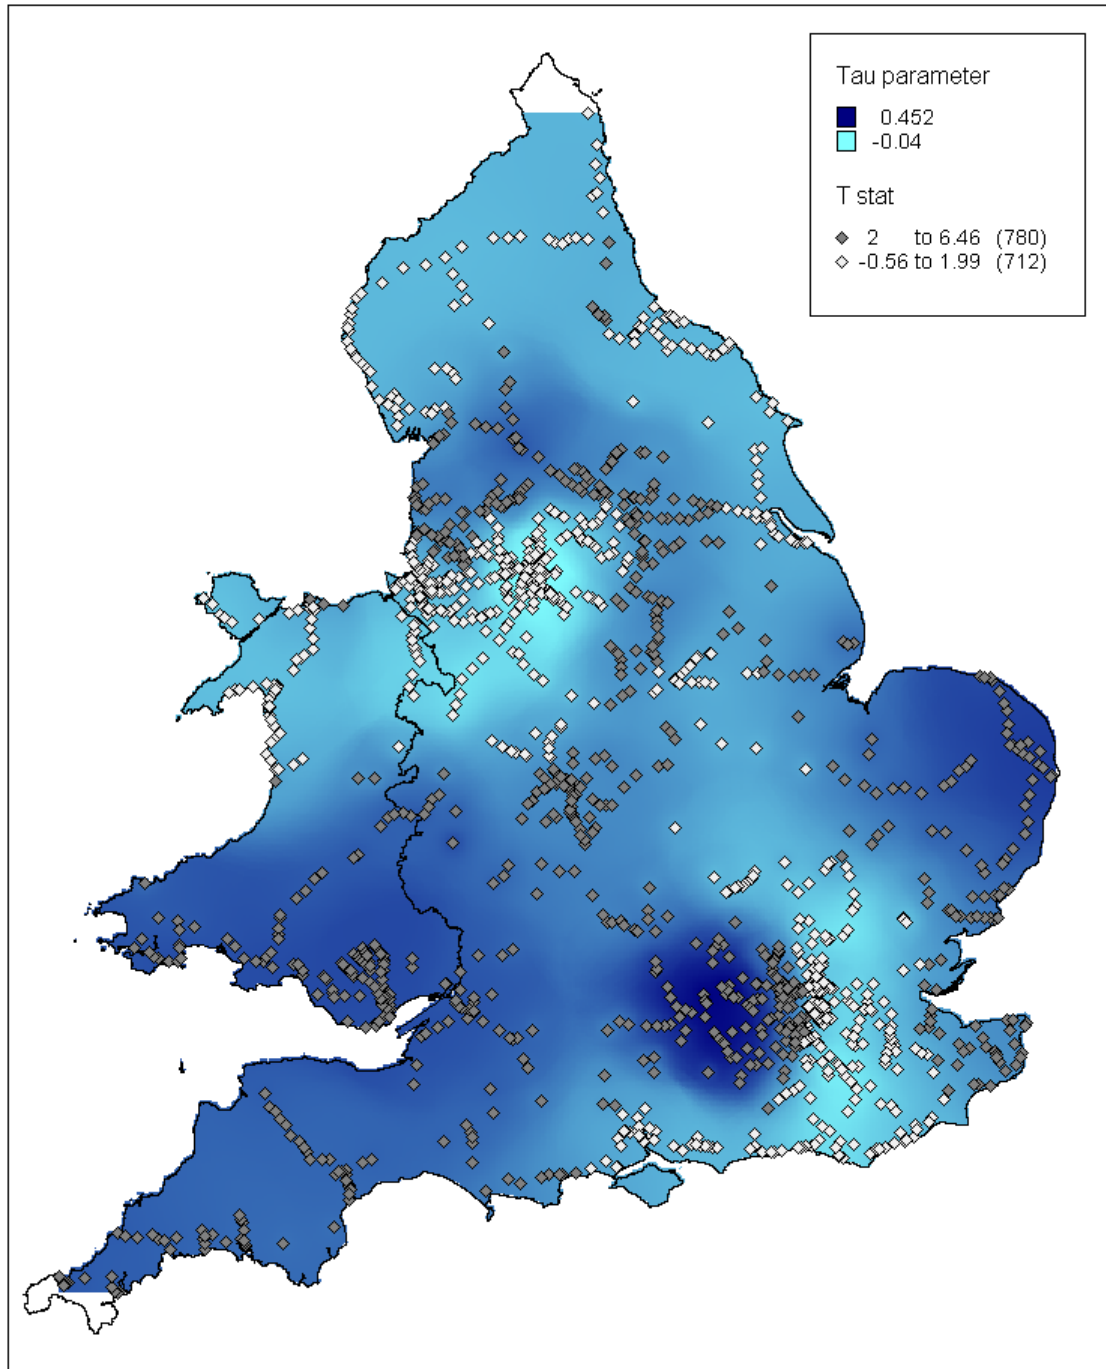 Tau parameter
0.452
-0.04
T stat
2 to 6.46 (780)
-0.56 to 1.99 (712)